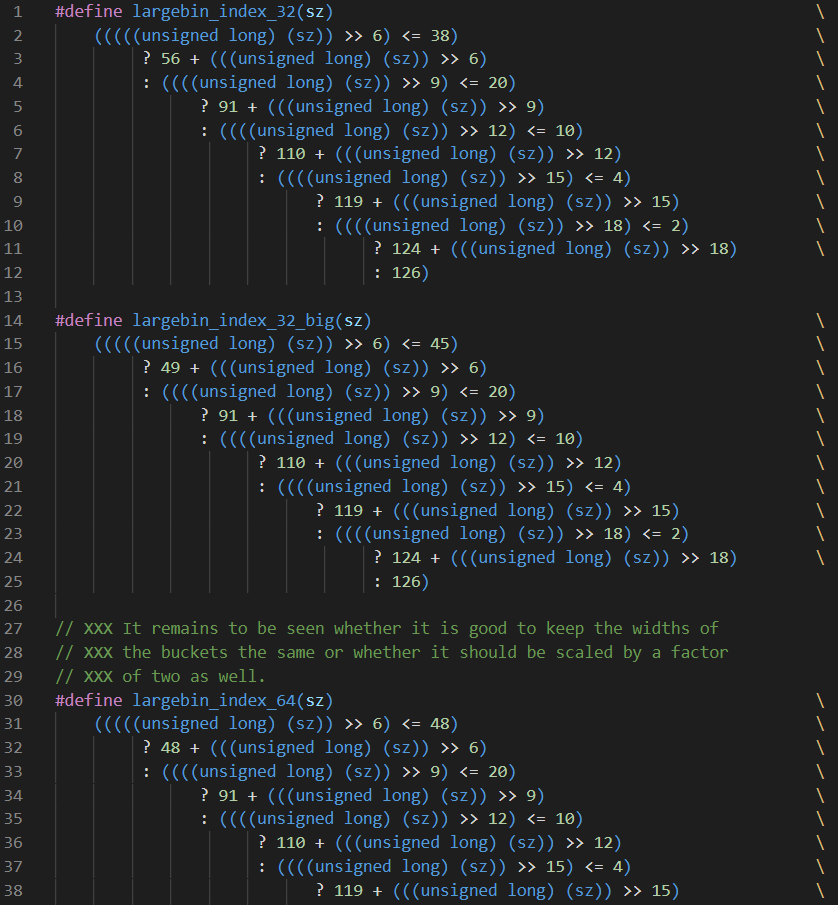 1 #define largebin_index_32(sz) \
2 (((((unsigned long) (sz)) >> 6) <= 38) \
3 ? 56 + (((unsigned long) (sz)) >> 6) \
4 : ((((unsigned long) (sz)) >> 9) <= 20) \
5 ? 91 + (((unsigned long) (sz)) >> 9) \
6 : ((((unsigned long) (sz)) >> 12) <= 10) \
7 ? 110 + (((unsigned long) (sz)) >> 12) \
8 : ((((unsigned long) (sz)) >> 15) <= 4) \
9 ? 119 + (((unsigned long) (sz)) >> 15) \
10 : ((((unsigned long) (sz)) >> 18) <= 2) \
11 ? 124 + (((unsigned long) (sz)) >> 18) \
12 : 126)
13
14 #define largebin_index_32_big(sz) \
15 (((((unsigned long) (sz)) >> 6) <= 45) \
16 ? 49 + (((unsigned long) (sz)) >> 6) \
17 : ((((unsigned long) (sz)) >> 9) <= 20) \
18 ? 91 + (((unsigned long) (sz)) >> 9) \
19 : ((((unsigned long) (sz)) >> 12) <= 10) \
20 ? 110 + (((unsigned long) (sz)) >> 12) \
21 : ((((unsigned long) (sz)) >> 15) <= 4) \
22 ? 119 + (((unsigned long) (sz)) >> 15) \
23 : ((((unsigned long) (sz)) >> 18) <= 2) \
24 ? 124 + (((unsigned long) (sz)) >> 18) \
25 : 126)
26
27 // XXX It remains to be seen whether it is good to keep the widths of
28 // XXX the buckets the same or whether it should be scaled by a factor
29 // XXX of two as well.
30 #define largebin_index_64(sz) \
31 (((((unsigned long) (sz)) >> 6) <= 48) \
32 ? 48 + (((unsigned long) (sz)) >> 6) \
33 : ((((unsigned long) (sz)) >> 9) <= 20) \
34 ? 91 + (((unsigned long) (sz)) >> 9) \
35 : ((((unsigned long) (sz)) >> 12) <= 10) \
36 ? 110 + (((unsigned long) (sz)) >> 12) \
37 : ((((unsigned long) (sz)) >> 15) <= 4) \
38 ? 119 + (((unsigned long) (sz)) >> 15) \